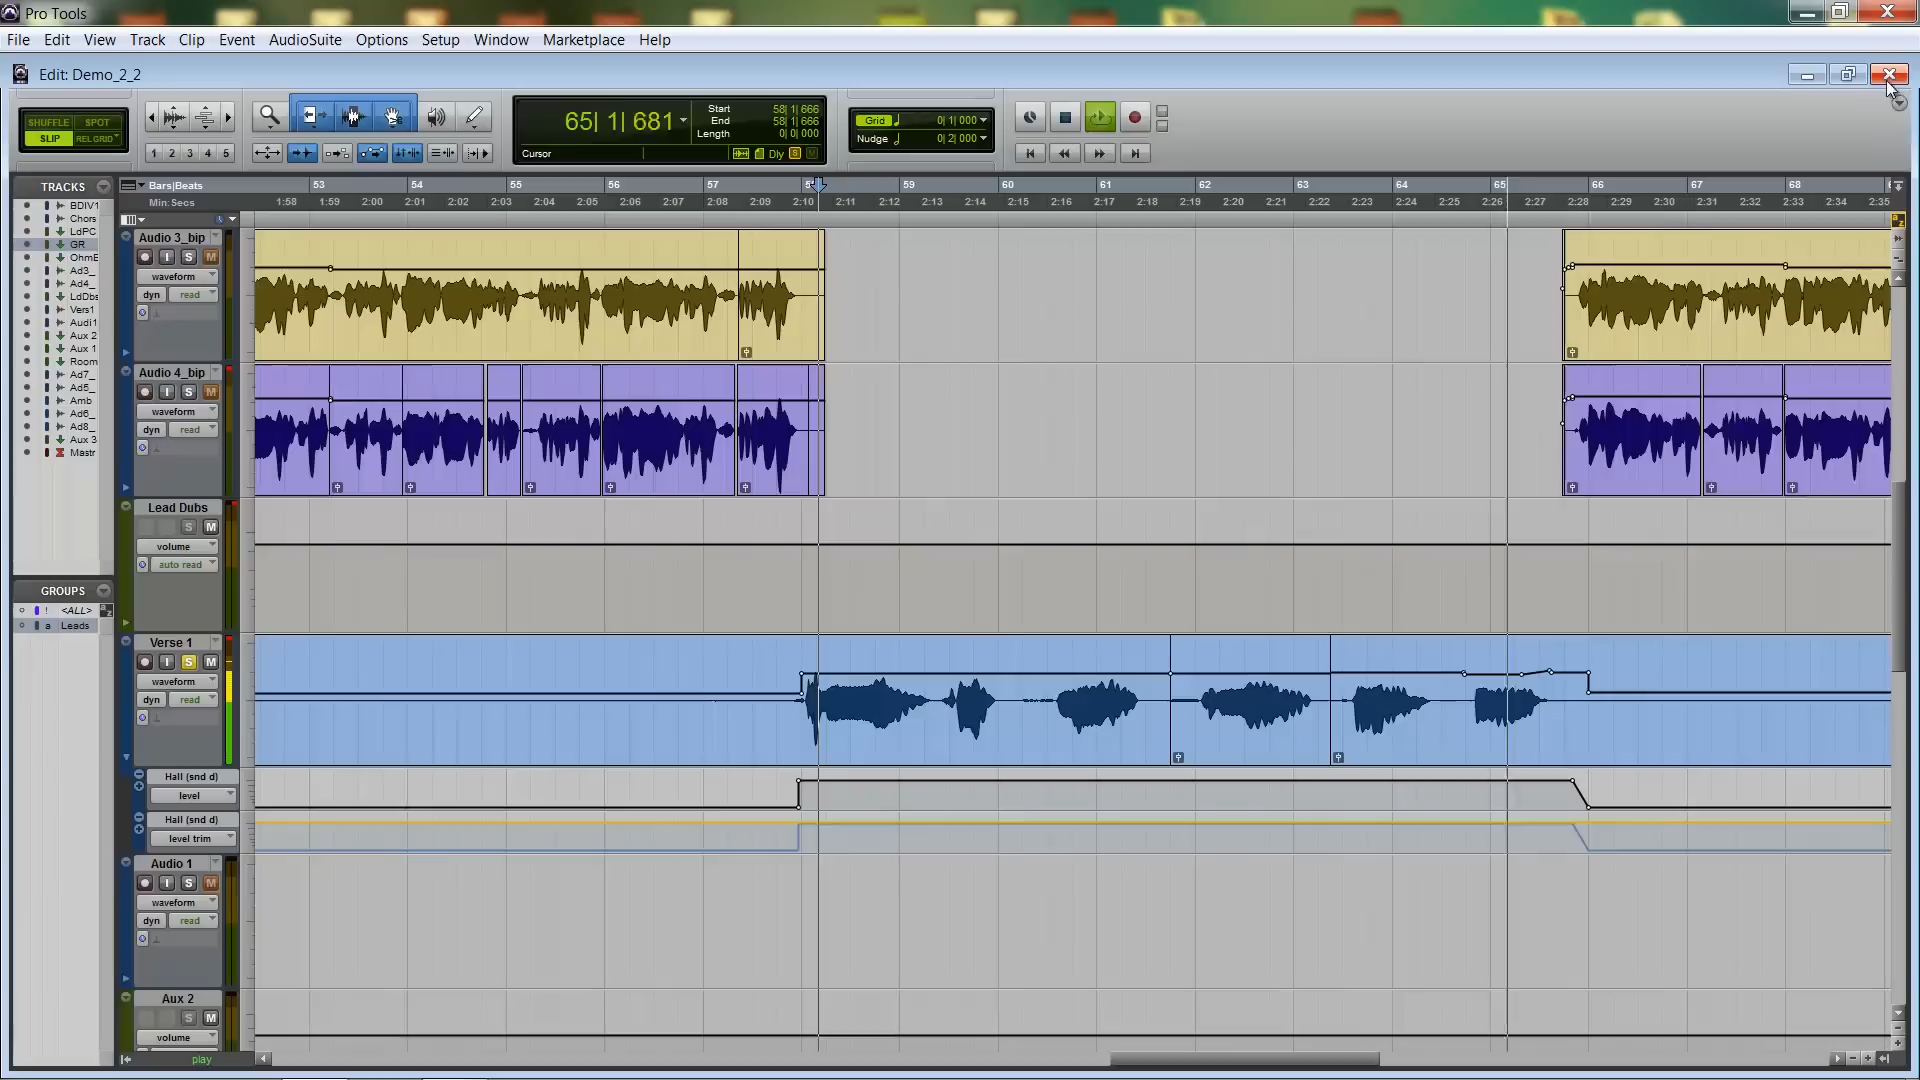 Pro Tools
File Edit View Track Clip Event AudioSuite Options Setup Window Marketplace Help
Edit: Demo_2_2
SHUFFLE SPOT
SLIP REL GRID
1 2 3 4 5
65| 1| 681
Start 58| 1| 666
End 58| 1| 666
Length 0| 0| 000
Cursor
Dly S M
Grid 0| 1| 000
Nudge 0| 2| 000
TRACKS
Bars|Beats 53 54 55 56 57 59 60 61 62 63 64 65 66 67 68
Min:Secs 1:58 1:59 2:00 2:01 2:02 2:03 2:04 2:05 2:06 2:07 2:08 2:09 2:10 2:11 2:12 2:13 2:14 2:15 2:16 2:17 2:18 2:19 2:20 2:21 2:22 2:23 2:24 2:25 2:26 2:27 2:28 2:29 2:30 2:31 2:32 2:33 2:34 2:35
BDIV1
Chors
LdPC
GR
OhmE
Ad3_
Ad4_
LdDbs
Vers1
Audi1
Aux 2
Aux 1
Room
Ad7_
Ad5_
Amb
Ad6_
Ad8_
Aux 3
Mastr
GROUPS
! <ALL>
a Leads
a z
Audio 3_bip
I S M
waveform
dyn read
Audio 4_bip
I S M
waveform
dyn read
Lead Dubs
S M
volume
auto read
Verse 1
I S M
waveform
dyn read
Hall (snd d)
level
Hall (snd d)
level trim
Audio 1
I S M
waveform
dyn read
Aux 2
S M
volume
play